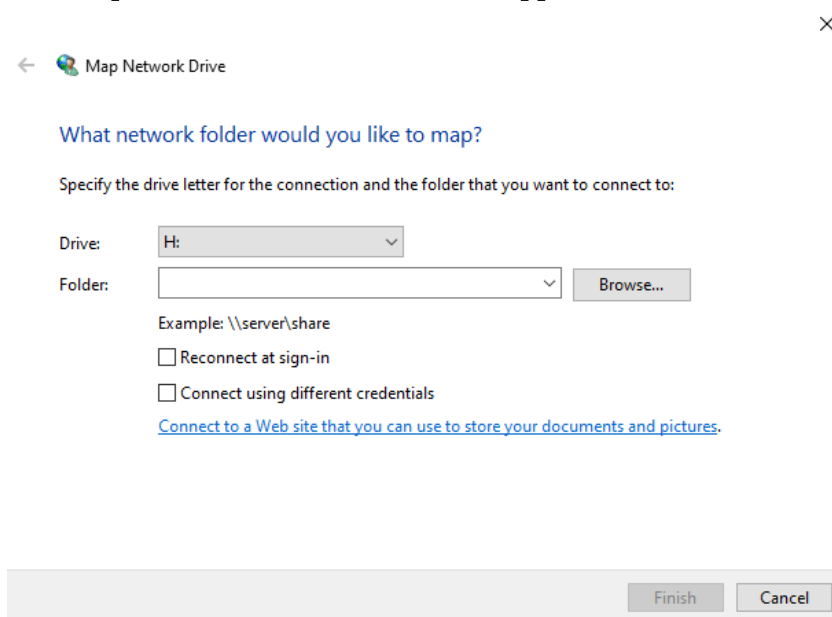 Map Network Drive
What network folder would you like to map?
Specify the drive letter for the connection and the folder that you want to connect to:
Drive: H:
Folder: Browse...
Example: \\server\share
Reconnect at sign-in
Connect using different credentials
Connect to a Web site that you can use to store your documents and pictures.
Finish Cancel